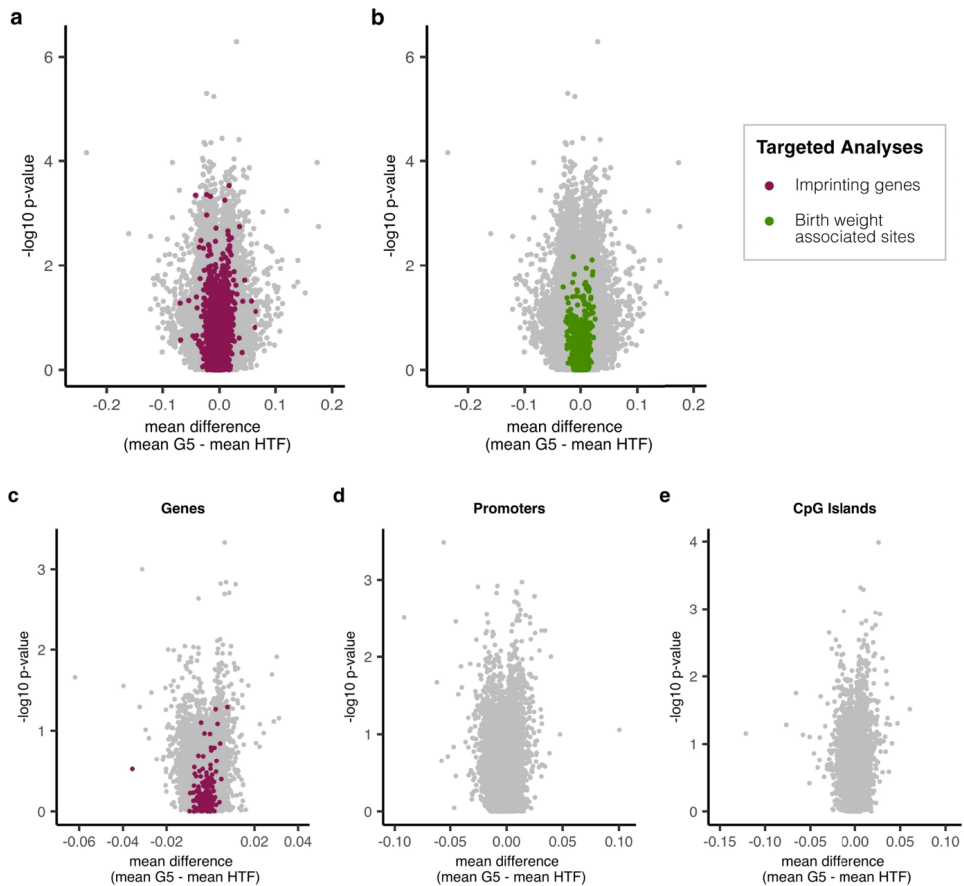 a
6
4
2
0
-log10 p-value
-0.2
-0.1
0.0
0.1
0.2
mean difference
(mean G5 - mean HTF)
b
6
4
2
0
-log10 p-value
-0.2
-0.1
0.0
0.1
0.2
mean difference
(mean G5 - mean HTF)
Targeted Analyses
Imprinting genes
Birth weight
associated sites
c
Genes
3
2
1
0
-log10 p-value
-0.06
-0.04
-0.02
0.00
0.02
0.04
mean difference
(mean G5 - mean HTF)
d
Promoters
3
2
1
0
-log10 p-value
-0.10
-0.05
0.00
0.05
0.10
mean difference
(mean G5 - mean HTF)
e
CpG Islands
4
3
2
1
0
-log10 p-value
-0.15
-0.10
-0.05
0.00
0.05
0.10
mean difference
(mean G5 - mean HTF)